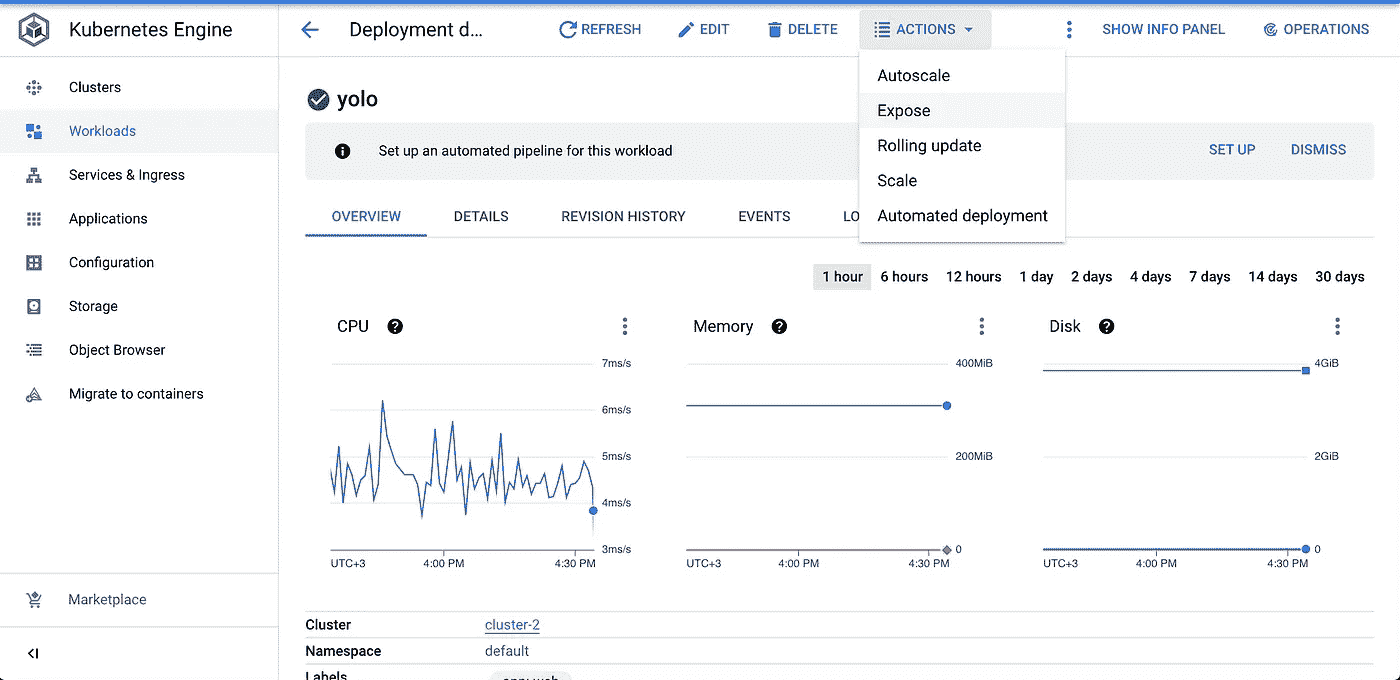 Kubernetes Engine
Deployment d...
REFRESH
EDIT
DELETE
ACTIONS
SHOW INFO PANEL
OPERATIONS
Clusters
Workloads
Services & Ingress
Applications
Configuration
Storage
Object Browser
Migrate to containers
Marketplace
Autoscale
Expose
Rolling update
Scale
Automated deployment
yolo
Set up an automated pipeline for this workload
SET UP
DISMISS
OVERVIEW
DETAILS
REVISION HISTORY
EVENTS
LO
1 hour
6 hours
12 hours
1 day
2 days
4 days
7 days
14 days
30 days
CPU
7ms/s
6ms/s
5ms/s
4ms/s
3ms/s
UTC+3
4:00 PM
4:30 PM
Memory
400MiB
200MiB
0
UTC+3
4:00 PM
4:30 PM
Disk
4GiB
2GiB
0
UTC+3
4:00 PM
4:30 PM
Cluster
cluster-2
Namespace
default
Labels